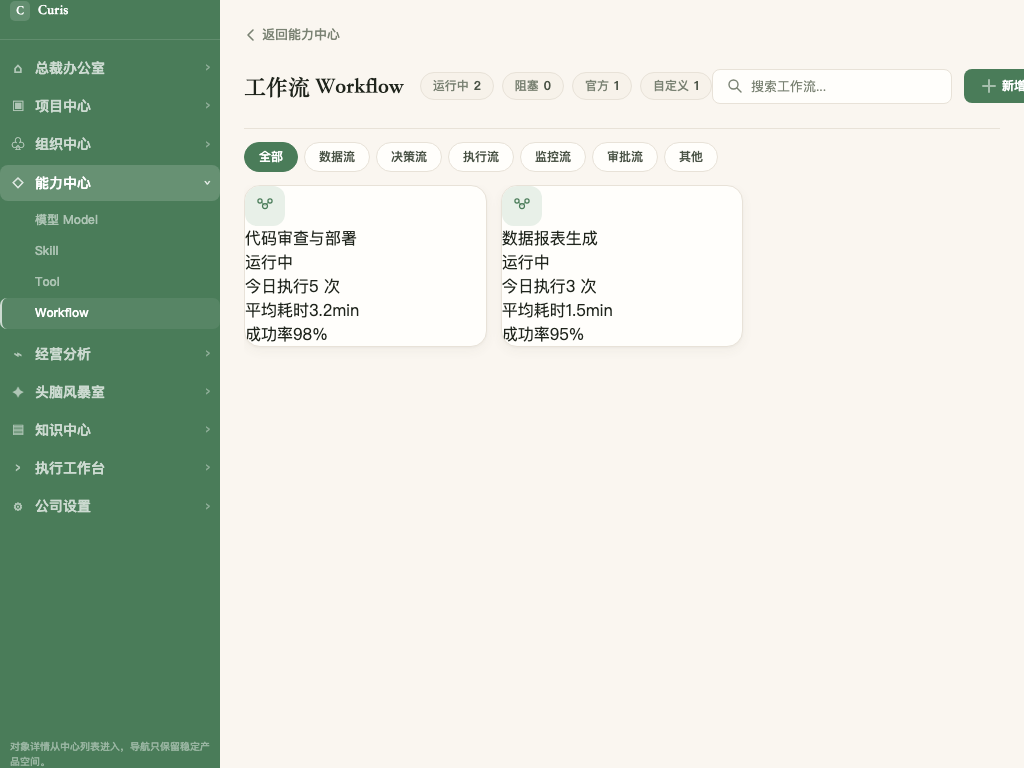 C Curis
总裁办公室
项目中心
组织中心
能力中心
模型 Model
Skill
Tool
Workflow
经营分析
头脑风暴室
知识中心
执行工作台
公司设置
对象详情从中心列表进入，导航只保留稳定产
品空间。
返回能力中心
工作流 Workflow 运行中 2 阻塞 0 官方 1 自定义 1 搜索工作流... 新增
全部 数据流 决策流 执行流 监控流 审批流 其他
代码审查与部署
运行中
今日执行5 次
平均耗时3.2min
成功率98%
数据报表生成
运行中
今日执行3 次
平均耗时1.5min
成功率95%